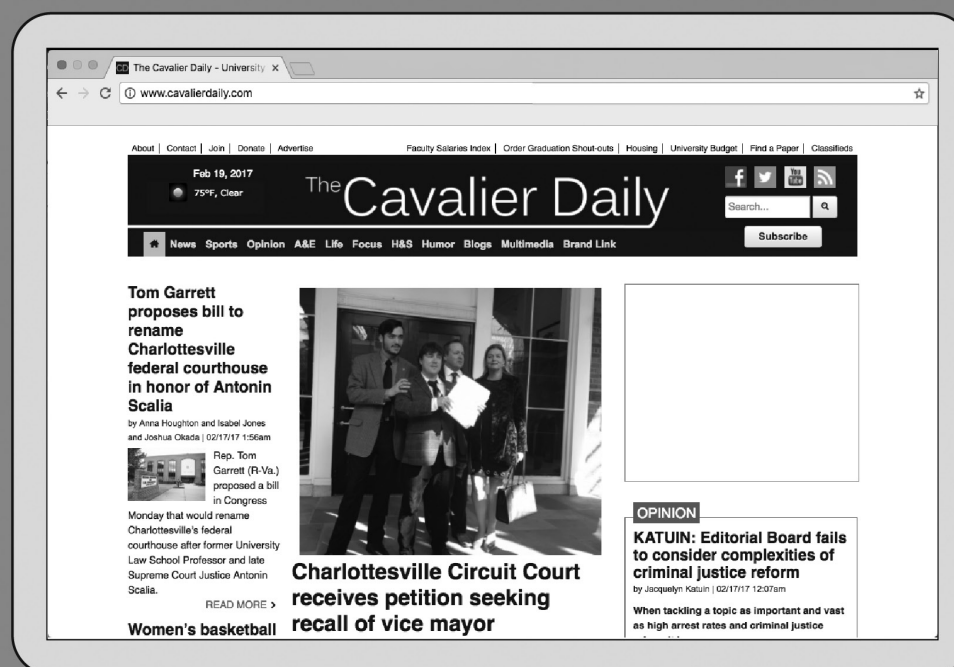 The Cavalier Daily - University
www.cavalierdaily.com
About | Contact | Join | Donate | Advertise
Faculty Salaries Index | Order Graduation Shout-outs | Housing | University Budget | Find a Paper | Classifieds
Feb 19, 2017
75°F, Clear
The Cavalier Daily
Search...
Subscribe
News Sports Opinion A&E Life Focus H&S Humor Blogs Multimedia Brand Link
Tom Garrett
proposes bill to
rename
Charlottesville
federal courthouse
in honor of Antonin
Scalia
by Anna Houghton and Isabel Jones
and Joshua Okada | 02/17/17 1:56am
Rep. Tom
Garrett (R-Va.)
proposed a bill
in Congress
Monday that would rename
Charlottesville's federal
courthouse after former University
Law School Professor and late
Supreme Court Justice Antonin
Scalia.
READ MORE >
Women's basketball
Charlottesville Circuit Court
receives petition seeking
recall of vice mayor
OPINION
KATUIN: Editorial Board fails
to consider complexities of
criminal justice reform
by Jacquelyn Katuin | 02/17/17 12:07am
When tackling a topic as important and vast
as high arrest rates and criminal justice